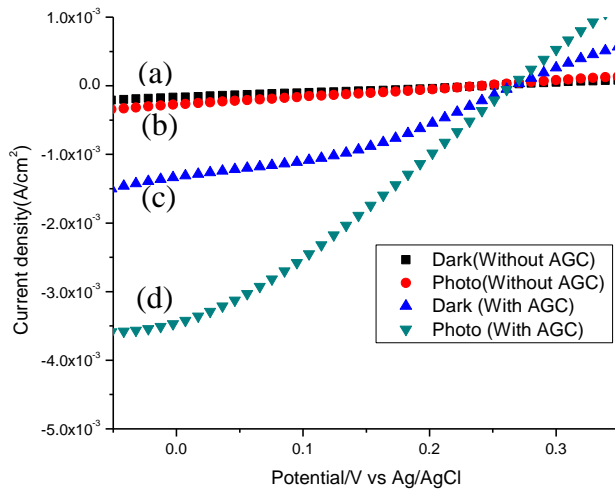 1.0x10⁻³
0.0
-1.0x10⁻³
-2.0x10⁻³
-3.0x10⁻³
-4.0x10⁻³
-5.0x10⁻³
Current density(A/cm²)
(a)
(b)
(c)
(d)
Dark(Without AGC)
Photo(Without AGC)
Dark (With AGC)
Photo (With AGC)
0.0 0.1 0.2 0.3
Potential/V vs Ag/AgCl